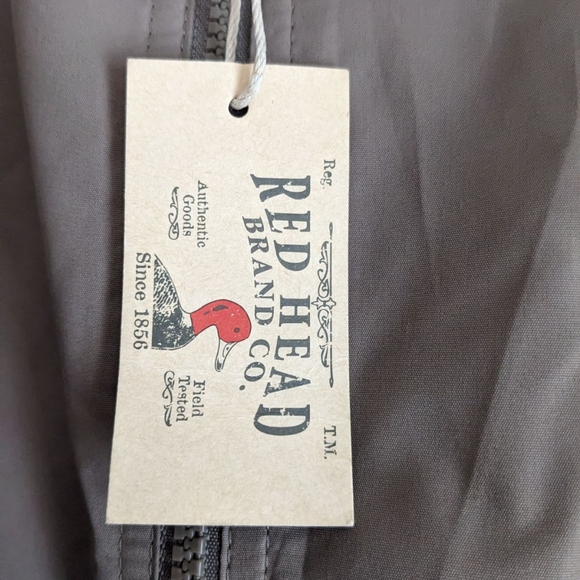 Reg. T.M.
RED HEAD
BRAND CO.
Authentic
Goods
Field
Tested
Since 1856